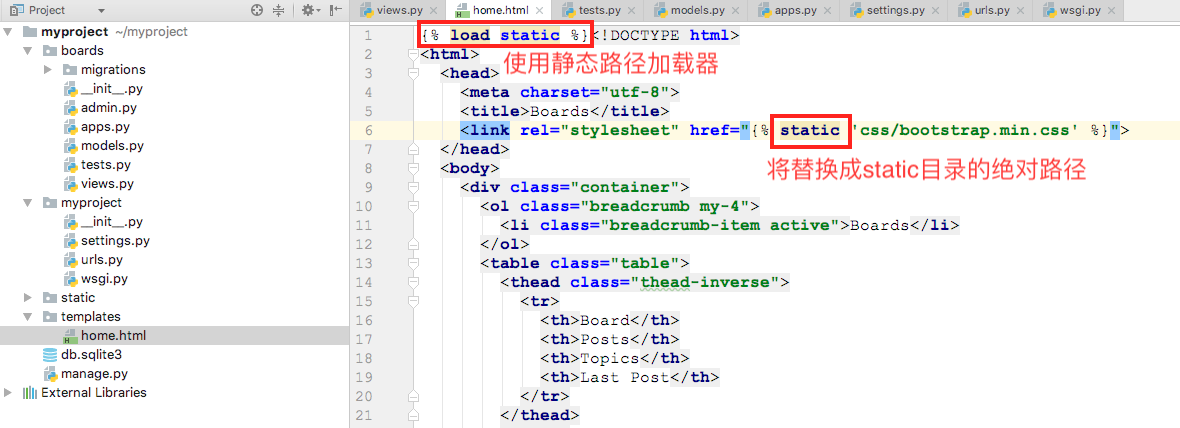 Project
views.py
home.html
tests.py
models.py
apps.py
settings.py
urls.py
wsgi.py
myproject ~/myproject
boards
migrations
__init__.py
admin.py
apps.py
models.py
tests.py
views.py
myproject
__init__.py
settings.py
urls.py
wsgi.py
static
templates
home.html
db.sqlite3
manage.py
External Libraries
1 {% load static %}<!DOCTYPE html>
2 <html>
使用静态路径加载器
3 <head>
4 <meta charset="utf-8">
5 <title>Boards</title>
6 <link rel="stylesheet" href="{% static 'css/bootstrap.min.css' %}">
7 </head>
将替换成static目录的绝对路径
8 <body>
9 <div class="container">
10 <ol class="breadcrumb my-4">
11 <li class="breadcrumb-item active">Boards</li>
12 </ol>
13 <table class="table">
14 <thead class="thead-inverse">
15 <tr>
16 <th>Board</th>
17 <th>Posts</th>
18 <th>Topics</th>
19 <th>Last Post</th>
20 </tr>
21 </thead>